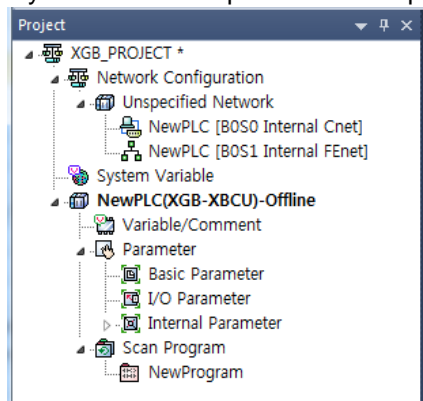 Project
XGB_PROJECT *
Network Configuration
Unspecified Network
NewPLC [B0S0 Internal Cnet]
NewPLC [B0S1 Internal FEnet]
System Variable
NewPLC(XGB-XBCU)-Offline
Variable/Comment
Parameter
Basic Parameter
I/O Parameter
Internal Parameter
Scan Program
NewProgram